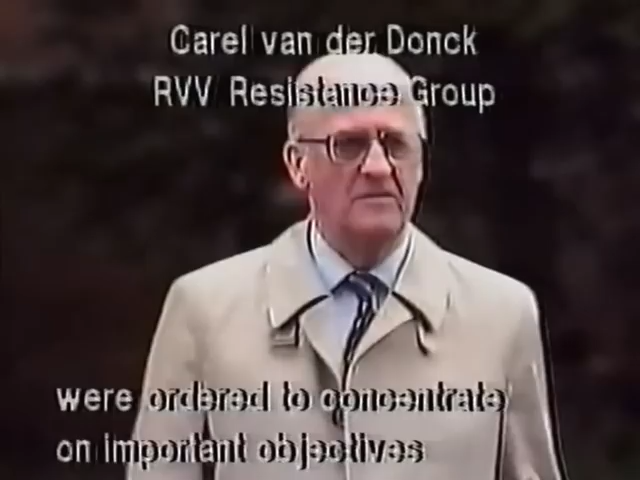 Carel van der Donck
RVV Resistance Group
were ordered to concentrate
on important objectives